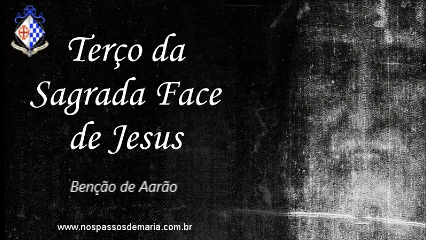 Terço da
Sagrada Face
de Jesus
Benção de Aarão
www.nospassosdemaria.com.br